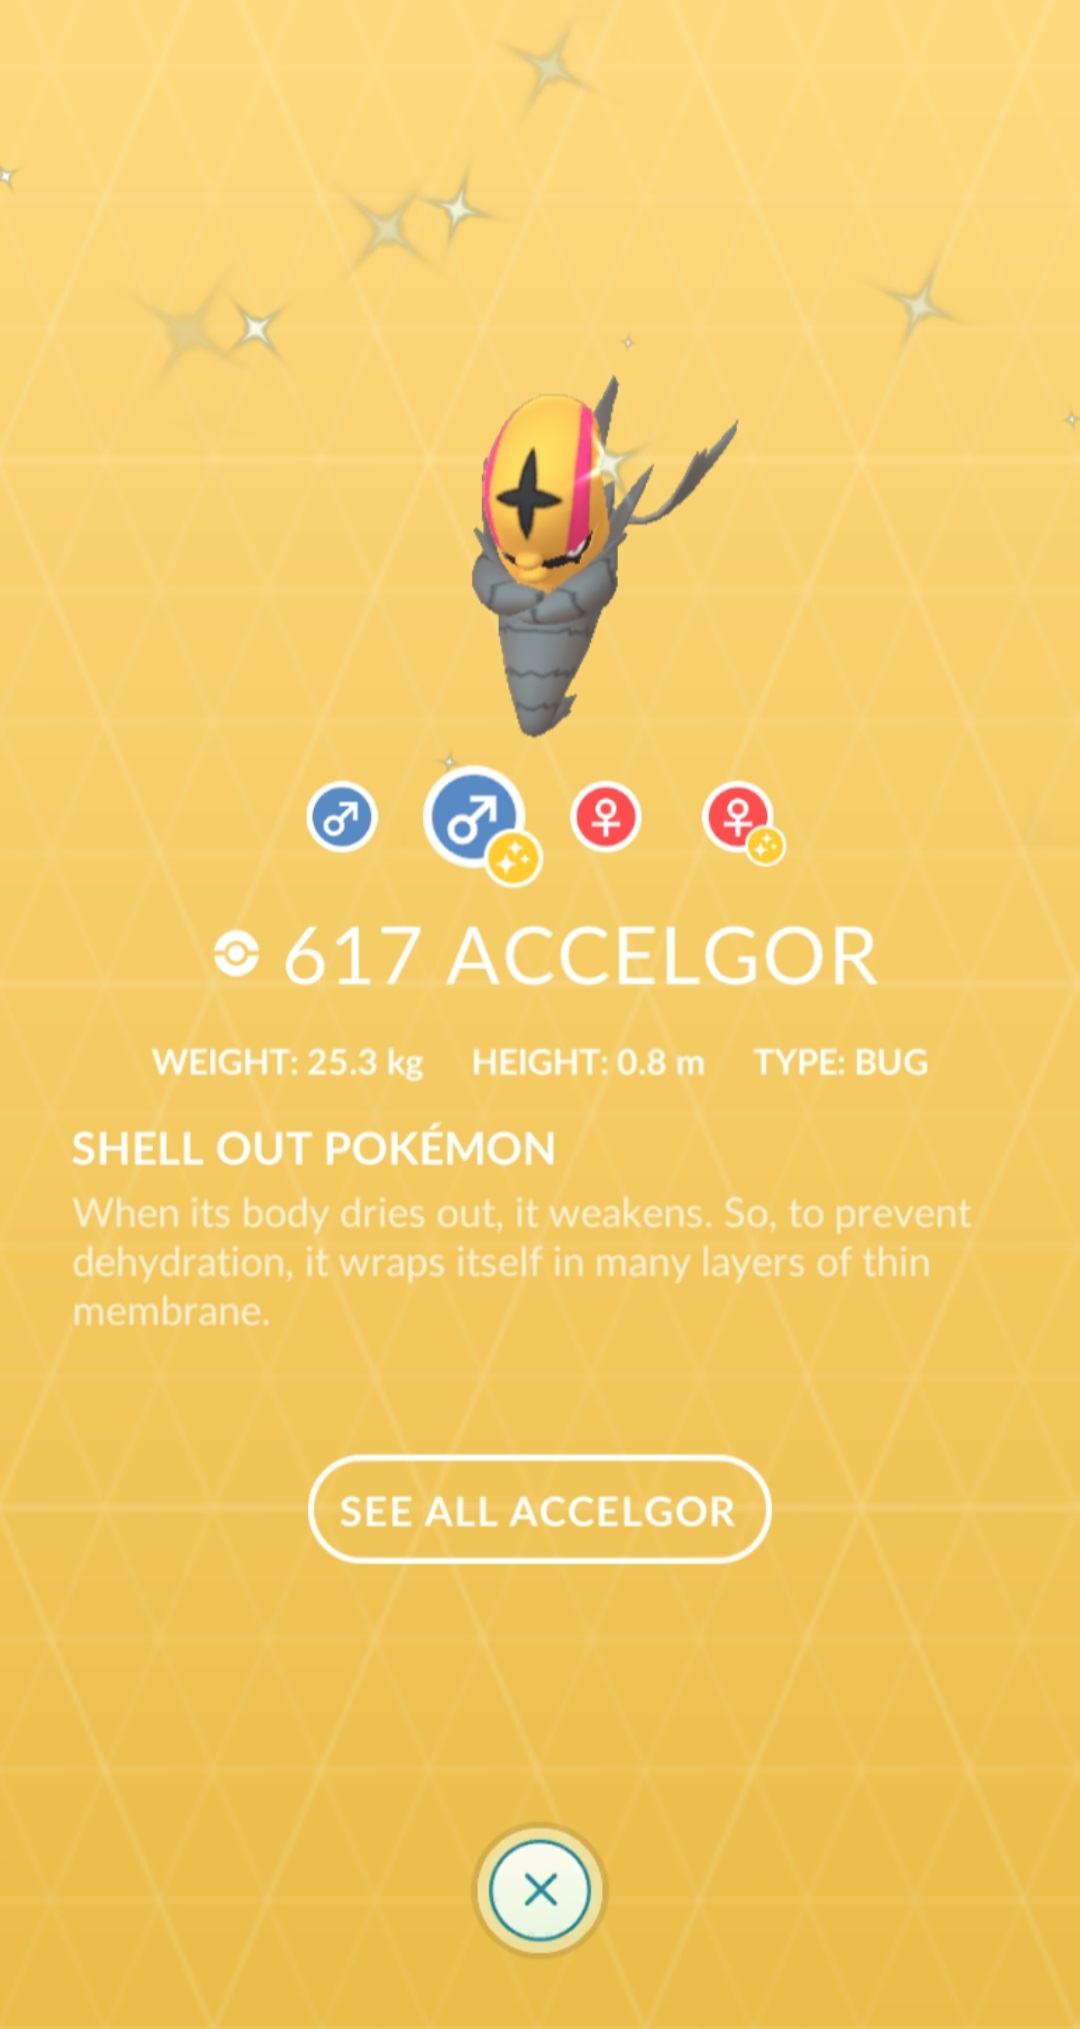 617 ACCELGOR
WEIGHT: 25.3 kg HEIGHT: 0.8 m TYPE: BUG
SHELL OUT POKÉMON
When its body dries out, it weakens. So, to prevent
dehydration, it wraps itself in many layers of thin
membrane.
SEE ALL ACCELGOR